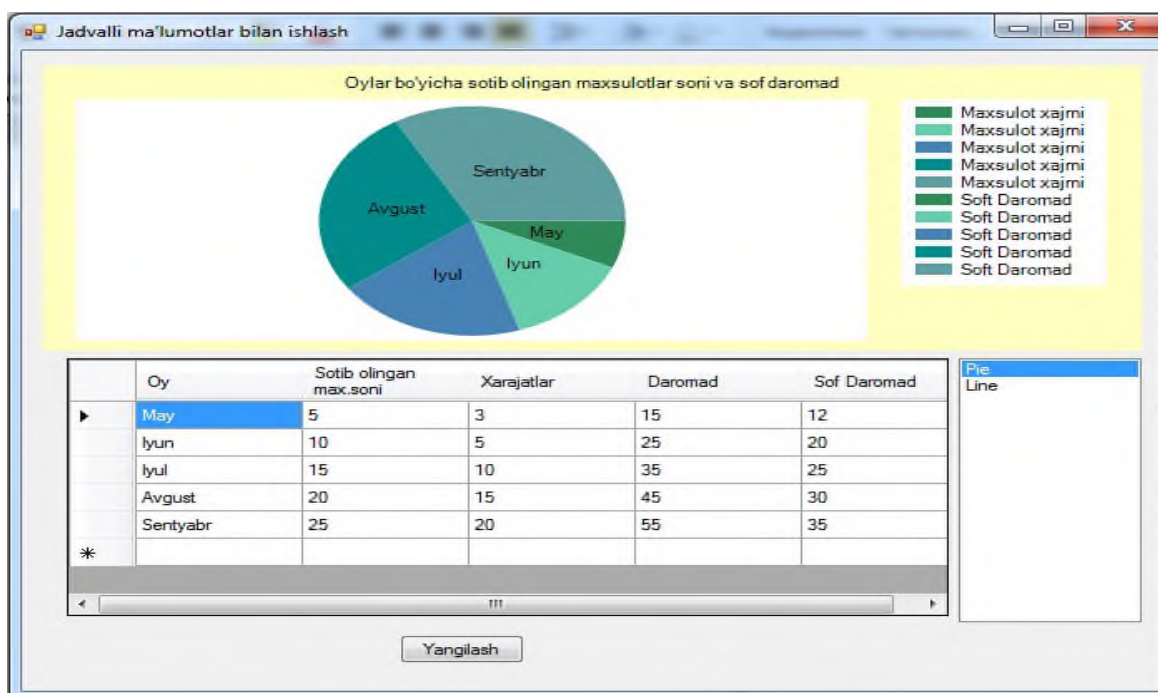 Jadvalli ma'lumotlar bilan ishlash
Oylar bo'yicha sotib olingan maxsulotlar soni va sof daromad
Sentyabr
Avgust
May
Iyun
Iyul
Maxsulot xajmi
Maxsulot xajmi
Maxsulot xajmi
Maxsulot xajmi
Maxsulot xajmi
Soft Daromad
Soft Daromad
Soft Daromad
Soft Daromad
Soft Daromad
Oy Sotib olingan max.soni Xarajatlar Daromad Sof Daromad
May 5 3 15 12
Iyun 10 5 25 20
Iyul 15 10 35 25
Avgust 20 15 45 30
Sentyabr 25 20 55 35
Pie
Line
Yangilash